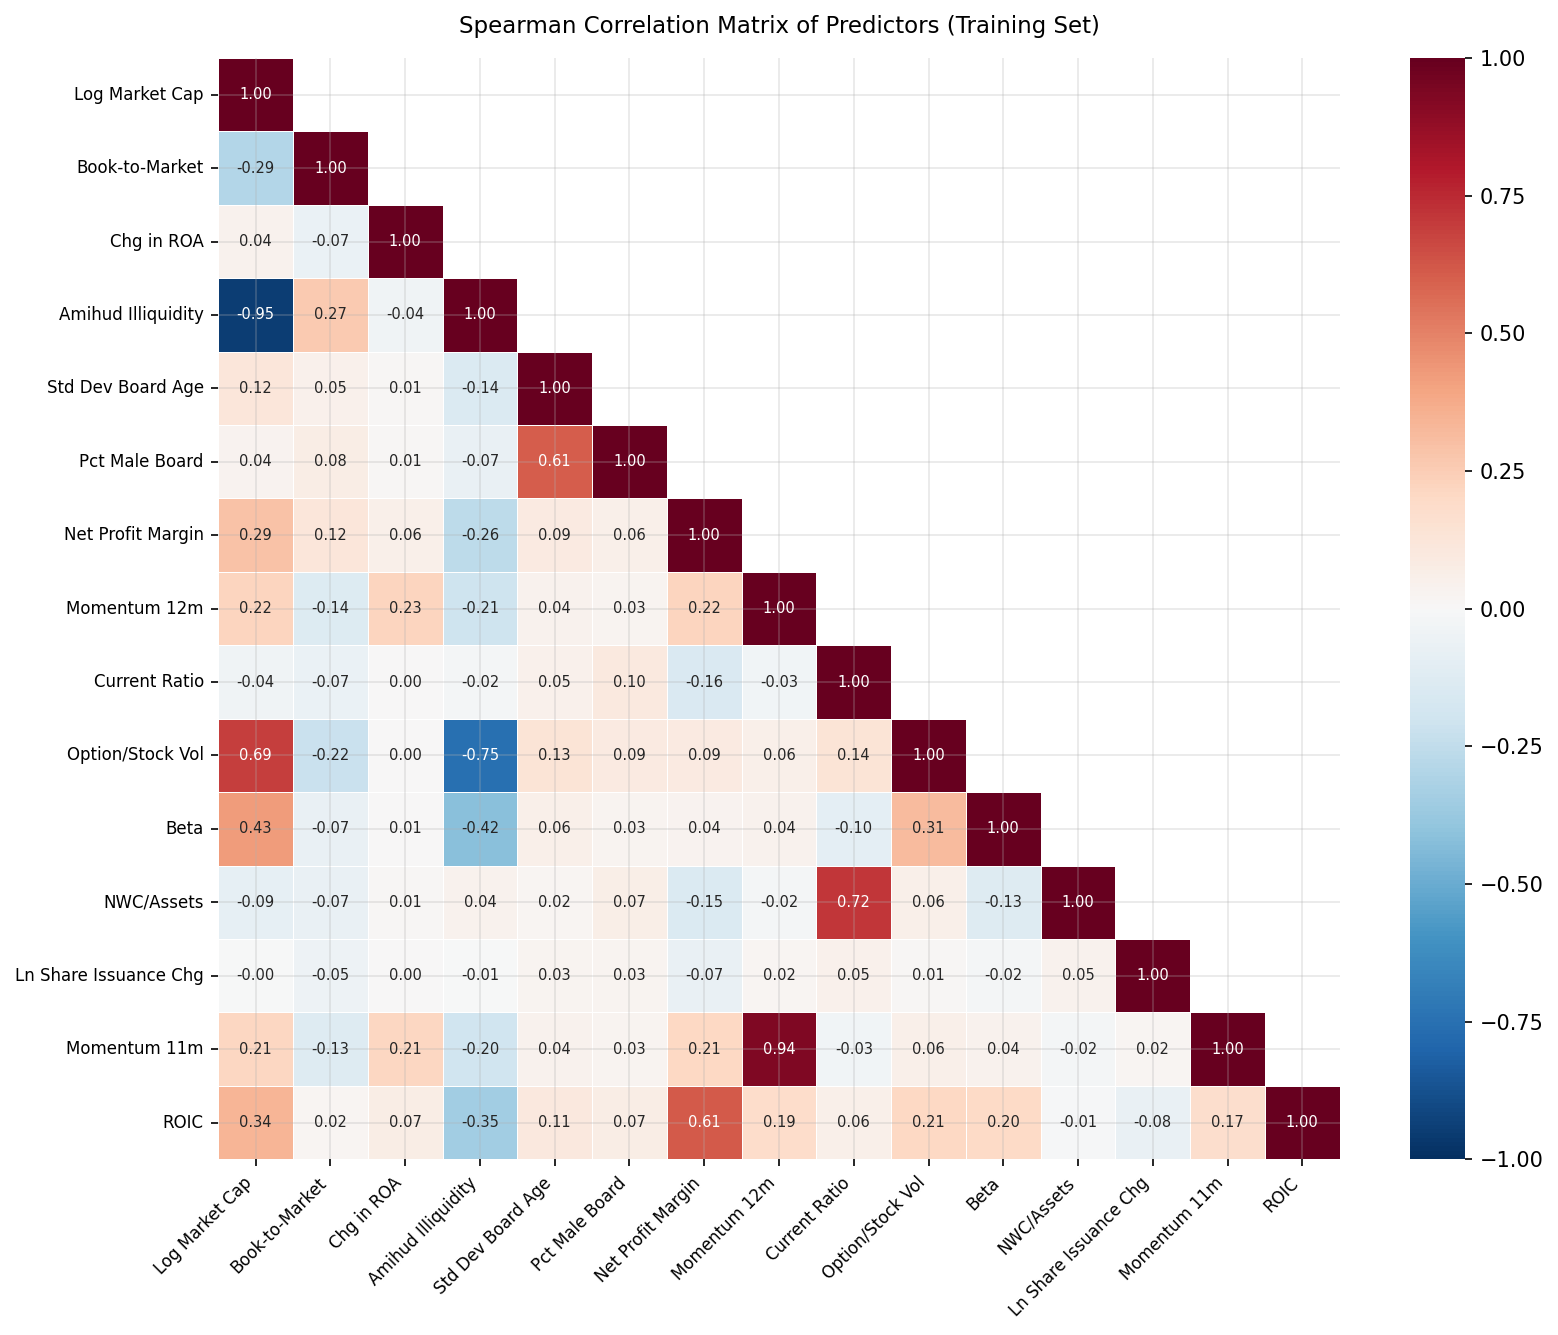 Spearman Correlation Matrix of Predictors (Training Set)
Log Market Cap 1.00
Book-to-Market -0.29 1.00
Chg in ROA 0.04 -0.07 1.00
Amihud Illiquidity -0.95 0.27 -0.04 1.00
Std Dev Board Age 0.12 0.05 0.01 -0.14 1.00
Pct Male Board 0.04 0.08 0.01 -0.07 0.61 1.00
Net Profit Margin 0.29 0.12 0.06 -0.26 0.09 0.06 1.00
Momentum 12m 0.22 -0.14 0.23 -0.21 0.04 0.03 0.22 1.00
Current Ratio -0.04 -0.07 0.00 -0.02 0.05 0.10 -0.16 -0.03 1.00
Option/Stock Vol 0.69 -0.22 0.00 -0.75 0.13 0.09 0.09 0.06 0.14 1.00
Beta 0.43 -0.07 0.01 -0.42 0.06 0.03 0.04 0.04 -0.10 0.31 1.00
NWC/Assets -0.09 -0.07 0.01 0.04 0.02 0.07 -0.15 -0.02 0.72 0.06 -0.13 1.00
Ln Share Issuance Chg -0.00 -0.05 0.00 -0.01 0.03 0.03 -0.07 0.02 0.05 0.01 -0.02 0.05 1.00
Momentum 11m 0.21 -0.13 0.21 -0.20 0.04 0.03 0.21 0.94 -0.03 0.06 0.04 -0.02 0.02 1.00
ROIC 0.34 0.02 0.07 -0.35 0.11 0.07 0.61 0.19 0.06 0.21 0.20 -0.01 -0.08 0.17 1.00
Log Market Cap
Book-to-Market
Chg in ROA
Amihud Illiquidity
Std Dev Board Age
Pct Male Board
Net Profit Margin
Momentum 12m
Current Ratio
Option/Stock Vol
Beta
NWC/Assets
Ln Share Issuance Chg
Momentum 11m
ROIC
1.00
0.75
0.50
0.25
0.00
−0.25
−0.50
−0.75
−1.00